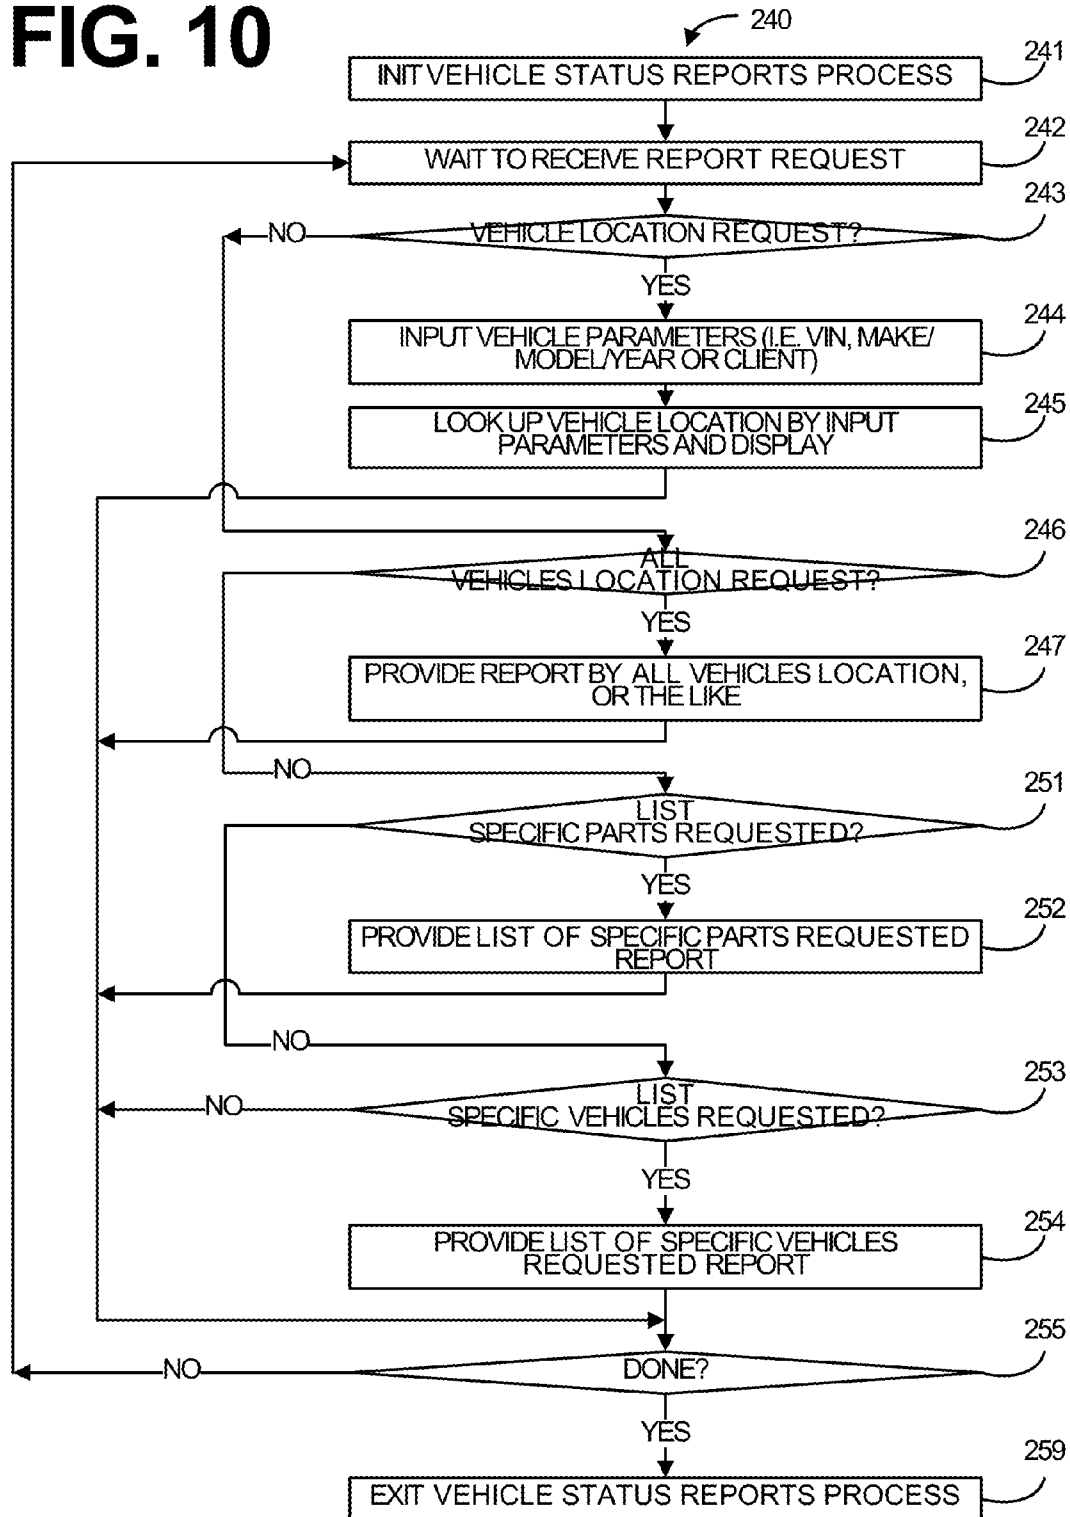 FIG. 10
240
INIT VEHICLE STATUS REPORTS PROCESS
241
WAIT TO RECEIVE REPORT REQUEST
242
VEHICLE LOCATION REQUEST?
243
NO
YES
INPUT VEHICLE PARAMETERS (I.E. VIN, MAKE/
MODEL/YEAR OR CLIENT)
244
LOOK UP VEHICLE LOCATION BY INPUT
PARAMETERS AND DISPLAY
245
ALL
VEHICLES LOCATION REQUEST?
246
YES
PROVIDE REPORT BY ALL VEHICLES LOCATION,
OR THE LIKE
247
NO
LIST
SPECIFIC PARTS REQUESTED?
251
YES
PROVIDE LIST OF SPECIFIC PARTS REQUESTED
REPORT
252
NO
LIST
SPECIFIC VEHICLES REQUESTED?
253
NO
YES
PROVIDE LIST OF SPECIFIC VEHICLES
REQUESTED REPORT
254
DONE?
255
NO
YES
EXIT VEHICLE STATUS REPORTS PROCESS
259